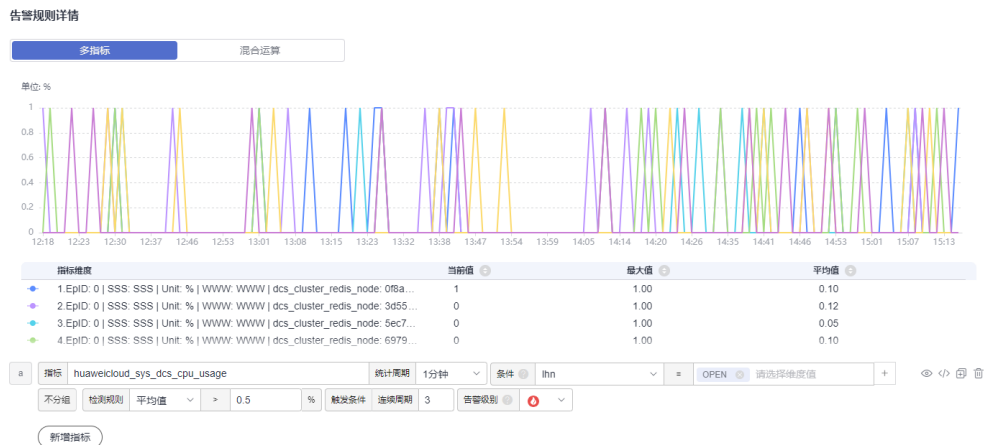 告警规则详情
多指标 混合运算
单位: %
1
0.8
0.6
0.4
0.2
0
12:18 12:23 12:30 12:37 12:46 12:53 13:01 13:08 13:15 13:23 13:32 13:38 13:47 13:54 13:59 14:05 14:14 14:20 14:26 14:35 14:41 14:46 14:53 15:01 15:07 15:13
指标维度 当前值 最大值 平均值
1.EpID: 0 | SSS: SSS | Unit: % | WWW: WWW | dcs_cluster_redis_node: 0f8a... 1 1.00 0.10
2.EpID: 0 | SSS: SSS | Unit: % | WWW: WWW | dcs_cluster_redis_node: 3d55... 0 1.00 0.12
3.EpID: 0 | SSS: SSS | Unit: % | WWW: WWW | dcs_cluster_redis_node: 5ec7... 0 1.00 0.05
4.EpID: 0 | SSS: SSS | Unit: % | WWW: WWW | dcs_cluster_redis_node: 6979... 0 1.00 0.10
a 指标 huaweicloud_sys_dcs_cpu_usage 统计周期 1分钟 条件 lhn = OPEN 请选择维度值 +
不分组 检测规则 平均值 > 0.5 % 触发条件 连续周期 3 告警级别
新增指标